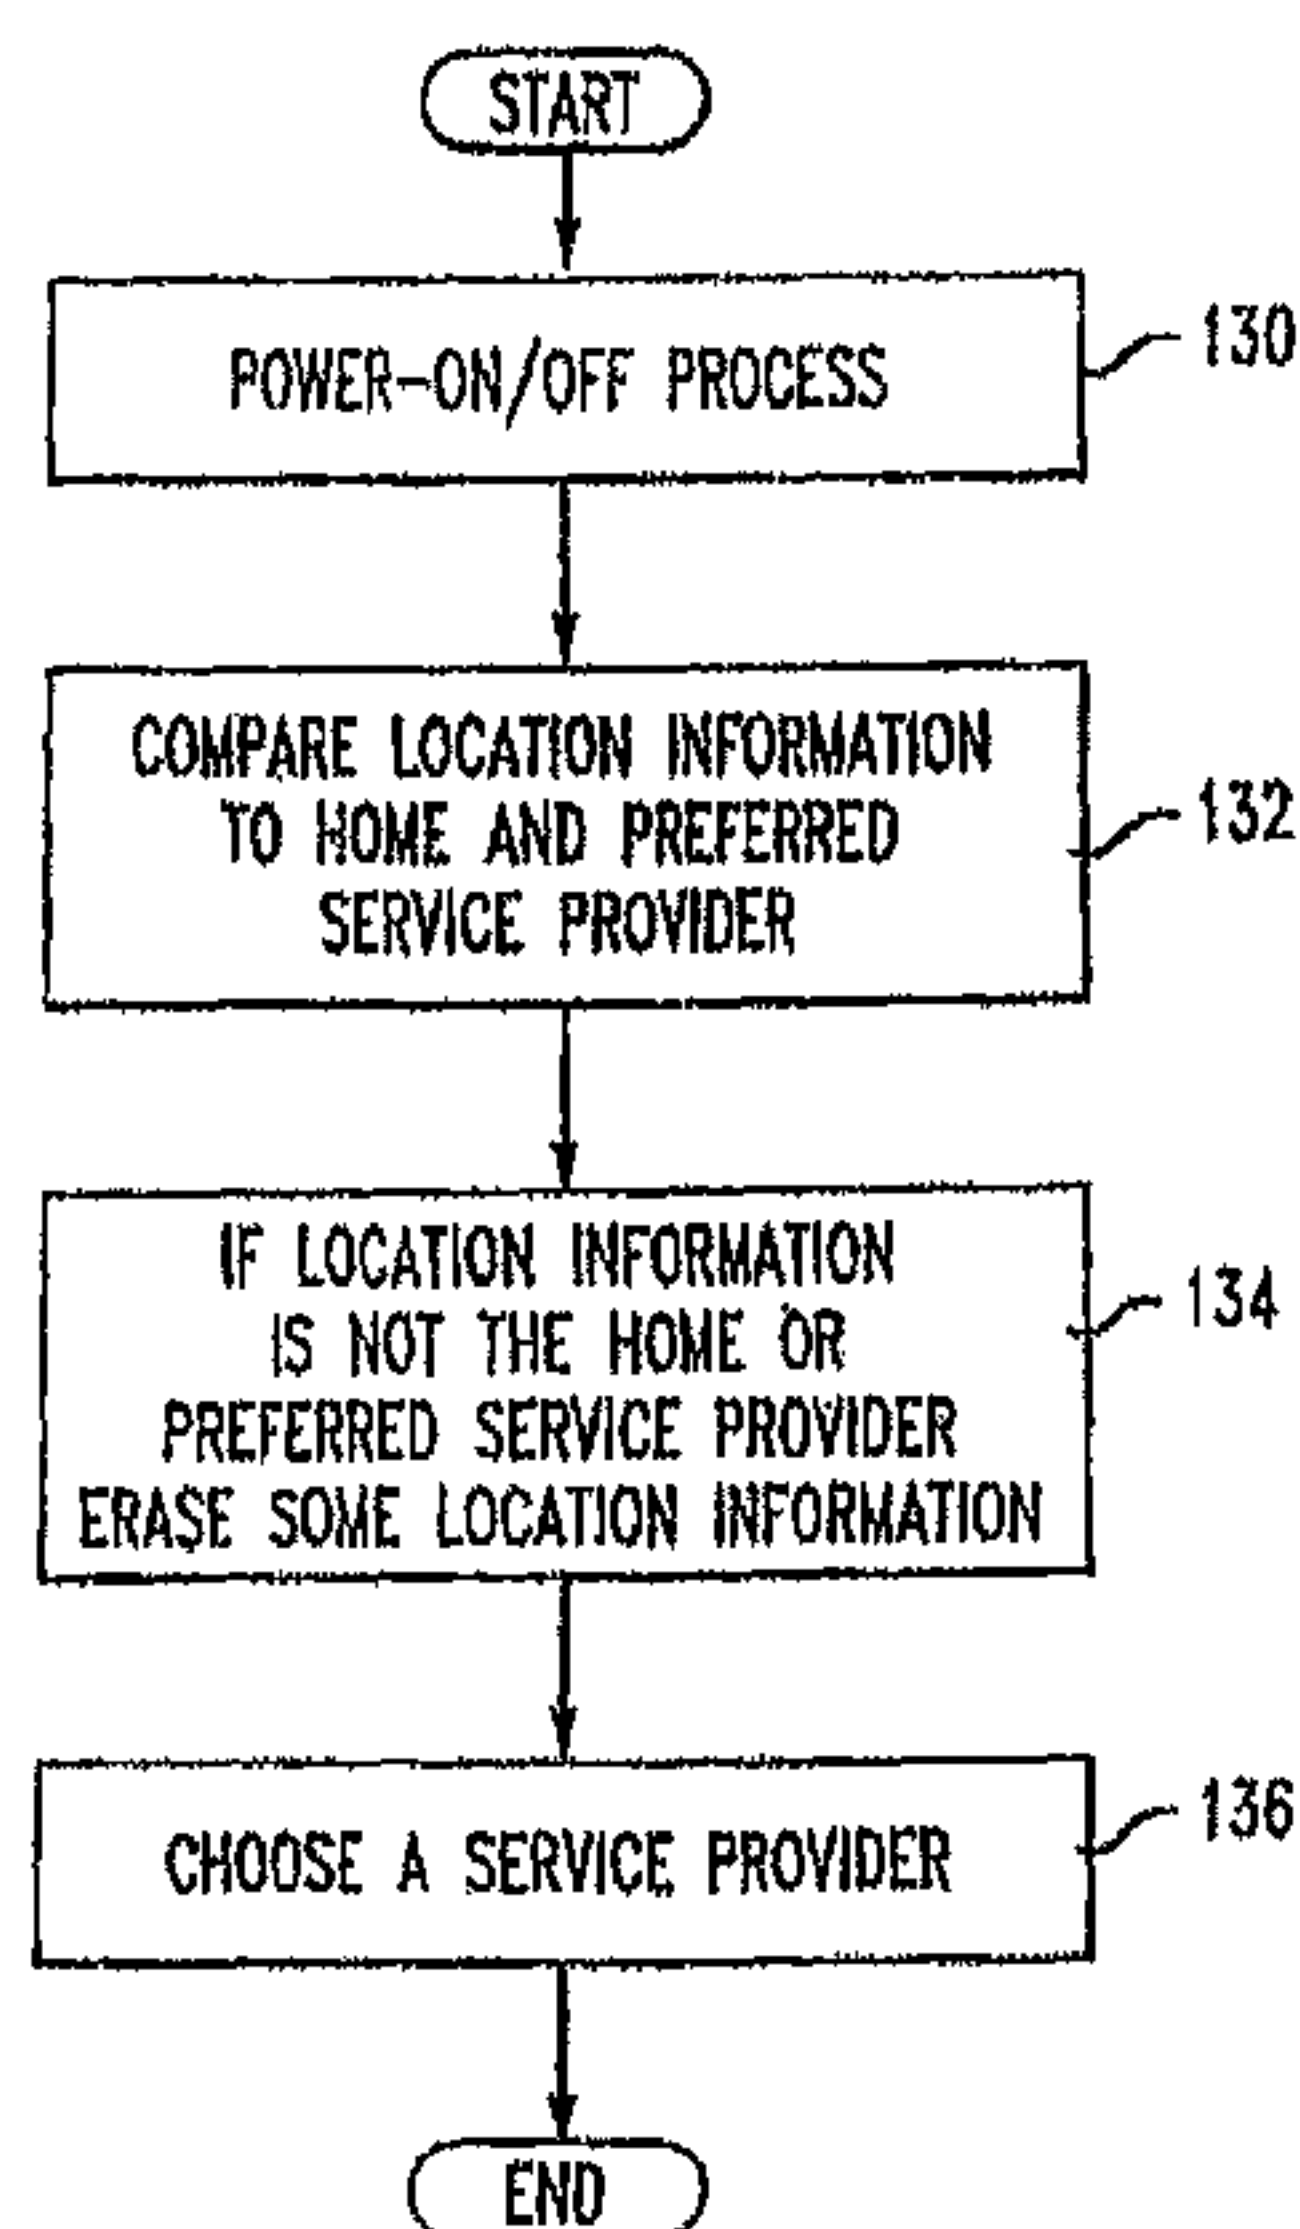 START
POWER-ON/OFF PROCESS
130
COMPARE LOCATION INFORMATION
TO HOME AND PREFERRED
SERVICE PROVIDER
132
IF LOCATION INFORMATION
IS NOT THE HOME OR
PREFERRED SERVICE PROVIDER
ERASE SOME LOCATION INFORMATION
134
CHOOSE A SERVICE PROVIDER
136
END